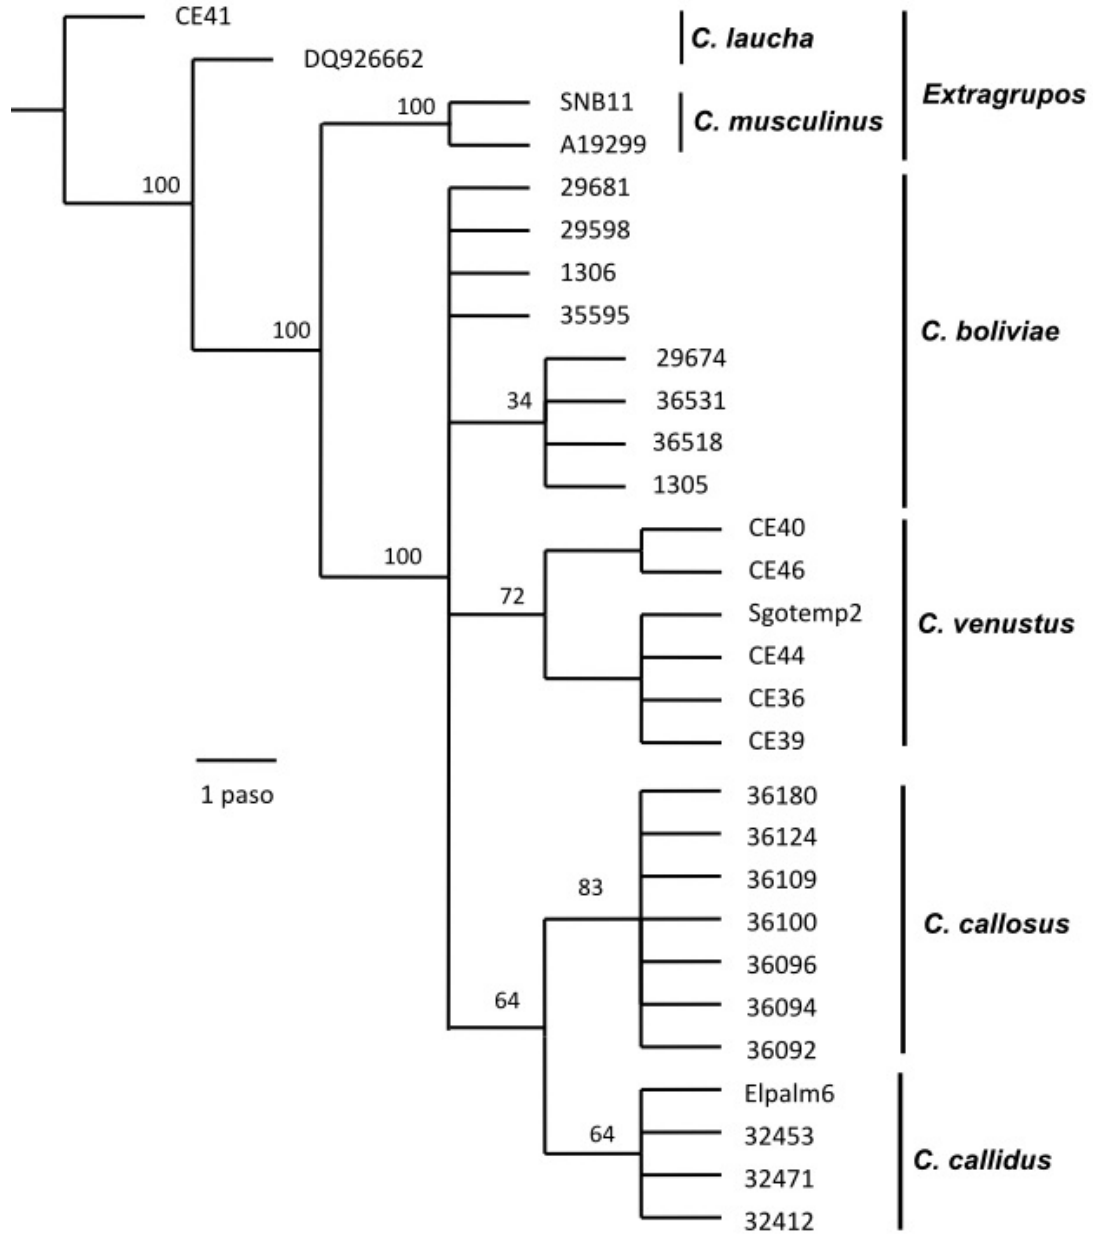 CE41
C. laucha
DQ926662
Extragrupos
100
SNB11
C. musculinus
A19299
100
29681
29598
1306
100
35595
C. boliviae
29674
34
36531
36518
1305
CE40
100
CE46
72
Sgotemp2
C. venustus
CE44
CE36
CE39
1 paso
36180
36124
83
36109
36100
C. callosus
36096
64
36094
36092
Elpalm6
64
32453
C. callidus
32471
32412